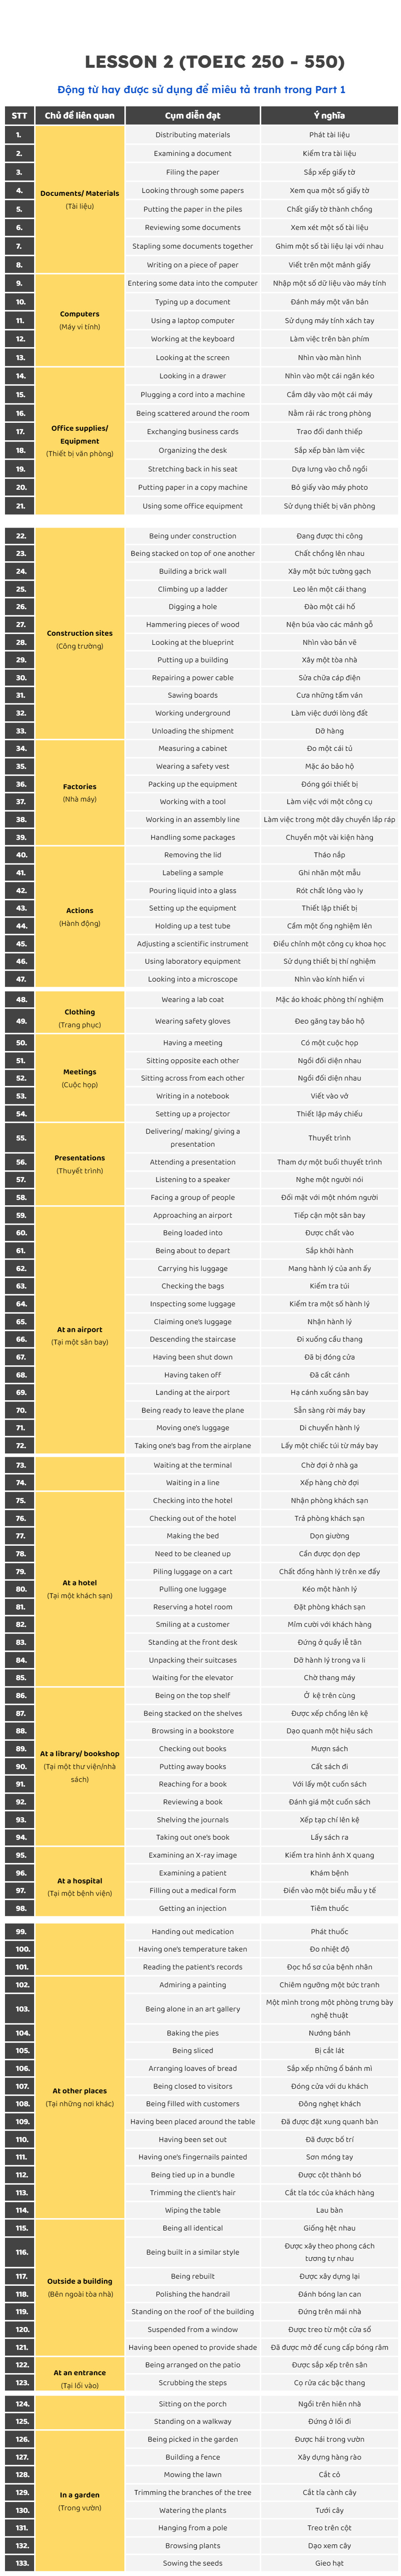 LESSON 2 (TOEIC 250 - 550)
Động từ hay được sử dụng để miêu tả tranh trong Part 1
STT Chủ đề liên quan Cụm diễn đạt Ý nghĩa
Documents/ Materials
(Tài liệu)
1. Distributing materials Phát tài liệu
2. Examining a document Kiểm tra tài liệu
3. Filing the paper Sắp xếp giấy tờ
4. Looking through some papers Xem qua một số giấy tờ
5. Putting the paper in the piles Chất giấy tờ thành chồng
6. Reviewing some documents Xem xét một số tài liệu
7. Stapling some documents together Ghim một số tài liệu lại với nhau
8. Writing on a piece of paper Viết trên một mảnh giấy
Computers
(Máy vi tính)
9. Entering some data into the computer Nhập một số dữ liệu vào máy tính
10. Typing up a document Đánh máy một văn bản
11. Using a laptop computer Sử dụng máy tính xách tay
12. Working at the keyboard Làm việc trên bàn phím
13. Looking at the screen Nhìn vào màn hình
Office supplies/
Equipment
(Thiết bị văn phòng)
14. Looking in a drawer Nhìn vào một cái ngăn kéo
15. Plugging a cord into a machine Cắm dây vào một cái máy
16. Being scattered around the room Nằm rải rác trong phòng
17. Exchanging business cards Trao đổi danh thiếp
18. Organizing the desk Sắp xếp bàn làm việc
19. Stretching back in his seat Dựa lưng vào chỗ ngồi
20. Putting paper in a copy machine Bỏ giấy vào máy photo
21. Using some office equipment Sử dụng thiết bị văn phòng
Construction sites
(Công trường)
22. Being under construction Đang được thi công
23. Being stacked on top of one another Chất chồng lên nhau
24. Building a brick wall Xây một bức tường gạch
25. Climbing up a ladder Leo lên một cái thang
26. Digging a hole Đào một cái hố
27. Hammering pieces of wood Nện búa vào các mảnh gỗ
28. Looking at the blueprint Nhìn vào bản vẽ
29. Putting up a building Xây một tòa nhà
30. Repairing a power cable Sửa chữa cáp điện
31. Sawing boards Cưa những tấm ván
32. Working underground Làm việc dưới lòng đất
33. Unloading the shipment Dỡ hàng
Factories
(Nhà máy)
34. Measuring a cabinet Đo một cái tủ
35. Wearing a safety vest Mặc áo bảo hộ
36. Packing up the equipment Đóng gói thiết bị
37. Working with a tool Làm việc với một công cụ
38. Working in an assembly line Làm việc trong một dây chuyền lắp ráp
39. Handling some packages Chuyển một vài kiện hàng
Actions
(Hành động)
40. Removing the lid Tháo nắp
41. Labeling a sample Ghi nhãn một mẫu
42. Pouring liquid into a glass Rót chất lỏng vào ly
43. Setting up the equipment Thiết lập thiết bị
44. Holding up a test tube Cầm một ống nghiệm lên
45. Adjusting a scientific instrument Điều chỉnh một công cụ khoa học
46. Using laboratory equipment Sử dụng thiết bị thí nghiệm
47. Looking into a microscope Nhìn vào kính hiển vi
Clothing
(Trang phục)
48. Wearing a lab coat Mặc áo khoác phòng thí nghiệm
49. Wearing safety gloves Đeo găng tay bảo hộ
Meetings
(Cuộc họp)
50. Having a meeting Có một cuộc họp
51. Sitting opposite each other Ngồi đối diện nhau
52. Sitting across from each other Ngồi đối diện nhau
53. Writing in a notebook Viết vào vở
54. Setting up a projector Thiết lập máy chiếu
Presentations
(Thuyết trình)
55. Delivering/ making/ giving a
presentation Thuyết trình
56. Attending a presentation Tham dự một buổi thuyết trình
57. Listening to a speaker Nghe một người nói
58. Facing a group of people Đối mặt với một nhóm người
At an airport
(Tại một sân bay)
59. Approaching an airport Tiếp cận một sân bay
60. Being loaded into Được chất vào
61. Being about to depart Sắp khởi hành
62. Carrying his luggage Mang hành lý của anh ấy
63. Checking the bags Kiểm tra túi
64. Inspecting some luggage Kiểm tra một số hành lý
65. Claiming one's luggage Nhận hành lý
66. Descending the staircase Đi xuống cầu thang
67. Having been shut down Đã bị đóng cửa
68. Having taken off Đã cất cánh
69. Landing at the airport Hạ cánh xuống sân bay
70. Being ready to leave the plane Sẵn sàng rời máy bay
71. Moving one's luggage Di chuyển hành lý
72. Taking one's bag from the airplane Lấy một chiếc túi từ máy bay
73. Waiting at the terminal Chờ đợi ở nhà ga
74. Waiting in a line Xếp hàng chờ đợi
At a hotel
(Tại một khách sạn)
75. Checking into the hotel Nhận phòng khách sạn
76. Checking out of the hotel Trả phòng khách sạn
77. Making the bed Dọn giường
78. Need to be cleaned up Cần được dọn dẹp
79. Piling luggage on a cart Chất đống hành lý trên xe đẩy
80. Pulling one luggage Kéo một hành lý
81. Reserving a hotel room Đặt phòng khách sạn
82. Smiling at a customer Mỉm cười với khách hàng
83. Standing at the front desk Đứng ở quầy lễ tân
84. Unpacking their suitcases Dỡ hành lý trong va li
85. Waiting for the elevator Chờ thang máy
At a library/ bookshop
(Tại một thư viện/nhà
sách)
86. Being on the top shelf Ở kệ trên cùng
87. Being stacked on the shelves Được xếp chồng lên kệ
88. Browsing in a bookstore Dạo quanh một hiệu sách
89. Checking out books Mượn sách
90. Putting away books Cất sách đi
91. Reaching for a book Với lấy một cuốn sách
92. Reviewing a book Đánh giá một cuốn sách
93. Shelving the journals Xếp tạp chí lên kệ
94. Taking out one's book Lấy sách ra
At a hospital
(Tại một bệnh viện)
95. Examining an X-ray image Kiểm tra hình ảnh X quang
96. Examining a patient Khám bệnh
97. Filling out a medical form Điền vào một biểu mẫu y tế
98. Getting an injection Tiêm thuốc
99. Handing out medication Phát thuốc
100. Having one's temperature taken Đo nhiệt độ
101. Reading the patient's records Đọc hồ sơ của bệnh nhân
At other places
(Tại những nơi khác)
102. Admiring a painting Chiêm ngưỡng một bức tranh
103. Being alone in an art gallery Một mình trong một phòng trưng bày
nghệ thuật
104. Baking the pies Nướng bánh
105. Being sliced Bị cắt lát
106. Arranging loaves of bread Sắp xếp những ổ bánh mì
107. Being closed to visitors Đóng cửa với du khách
108. Being filled with customers Đông nghẹt khách
109. Having been placed around the table Đã được đặt xung quanh bàn
110. Having been set out Đã được bố trí
111. Having one's fingernails painted Sơn móng tay
112. Being tied up in a bundle Được cột thành bó
113. Trimming the client's hair Cắt tỉa tóc của khách hàng
114. Wiping the table Lau bàn
Outside a building
(Bên ngoài tòa nhà)
115. Being all identical Giống hệt nhau
116. Being built in a similar style Được xây theo phong cách
tương tự nhau
117. Being rebuilt Được xây dựng lại
118. Polishing the handrail Đánh bóng lan can
119. Standing on the roof of the building Đứng trên mái nhà
120. Suspended from a window Được treo từ một cửa sổ
121. Having been opened to provide shade Đã được mở để cung cấp bóng râm
At an entrance
(Tại lối vào)
122. Being arranged on the patio Được sắp xếp trên sân
123. Scrubbing the steps Cọ rửa các bậc thang
124. Sitting on the porch Ngồi trên hiên nhà
125. Standing on a walkway Đứng ở lối đi
In a garden
(Trong vườn)
126. Being picked in the garden Được hái trong vườn
127. Building a fence Xây dựng hàng rào
128. Mowing the lawn Cắt cỏ
129. Trimming the branches of the tree Cắt tỉa cành cây
130. Watering the plants Tưới cây
131. Hanging from a pole Treo trên cột
132. Browsing plants Dạo xem cây
133. Sowing the seeds Gieo hạt